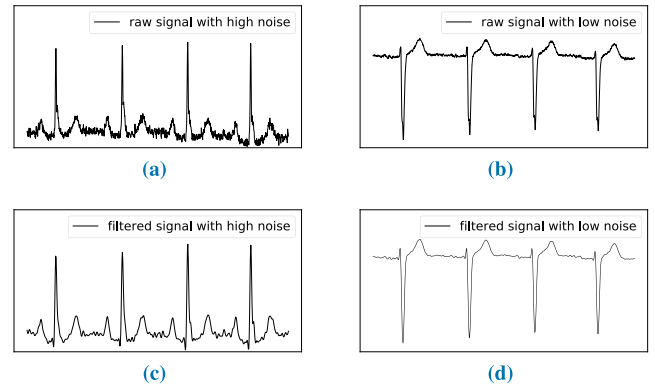 raw signal with high noise
raw signal with low noise
(a)
(b)
filtered signal with high noise
filtered signal with low noise
(c)
(d)